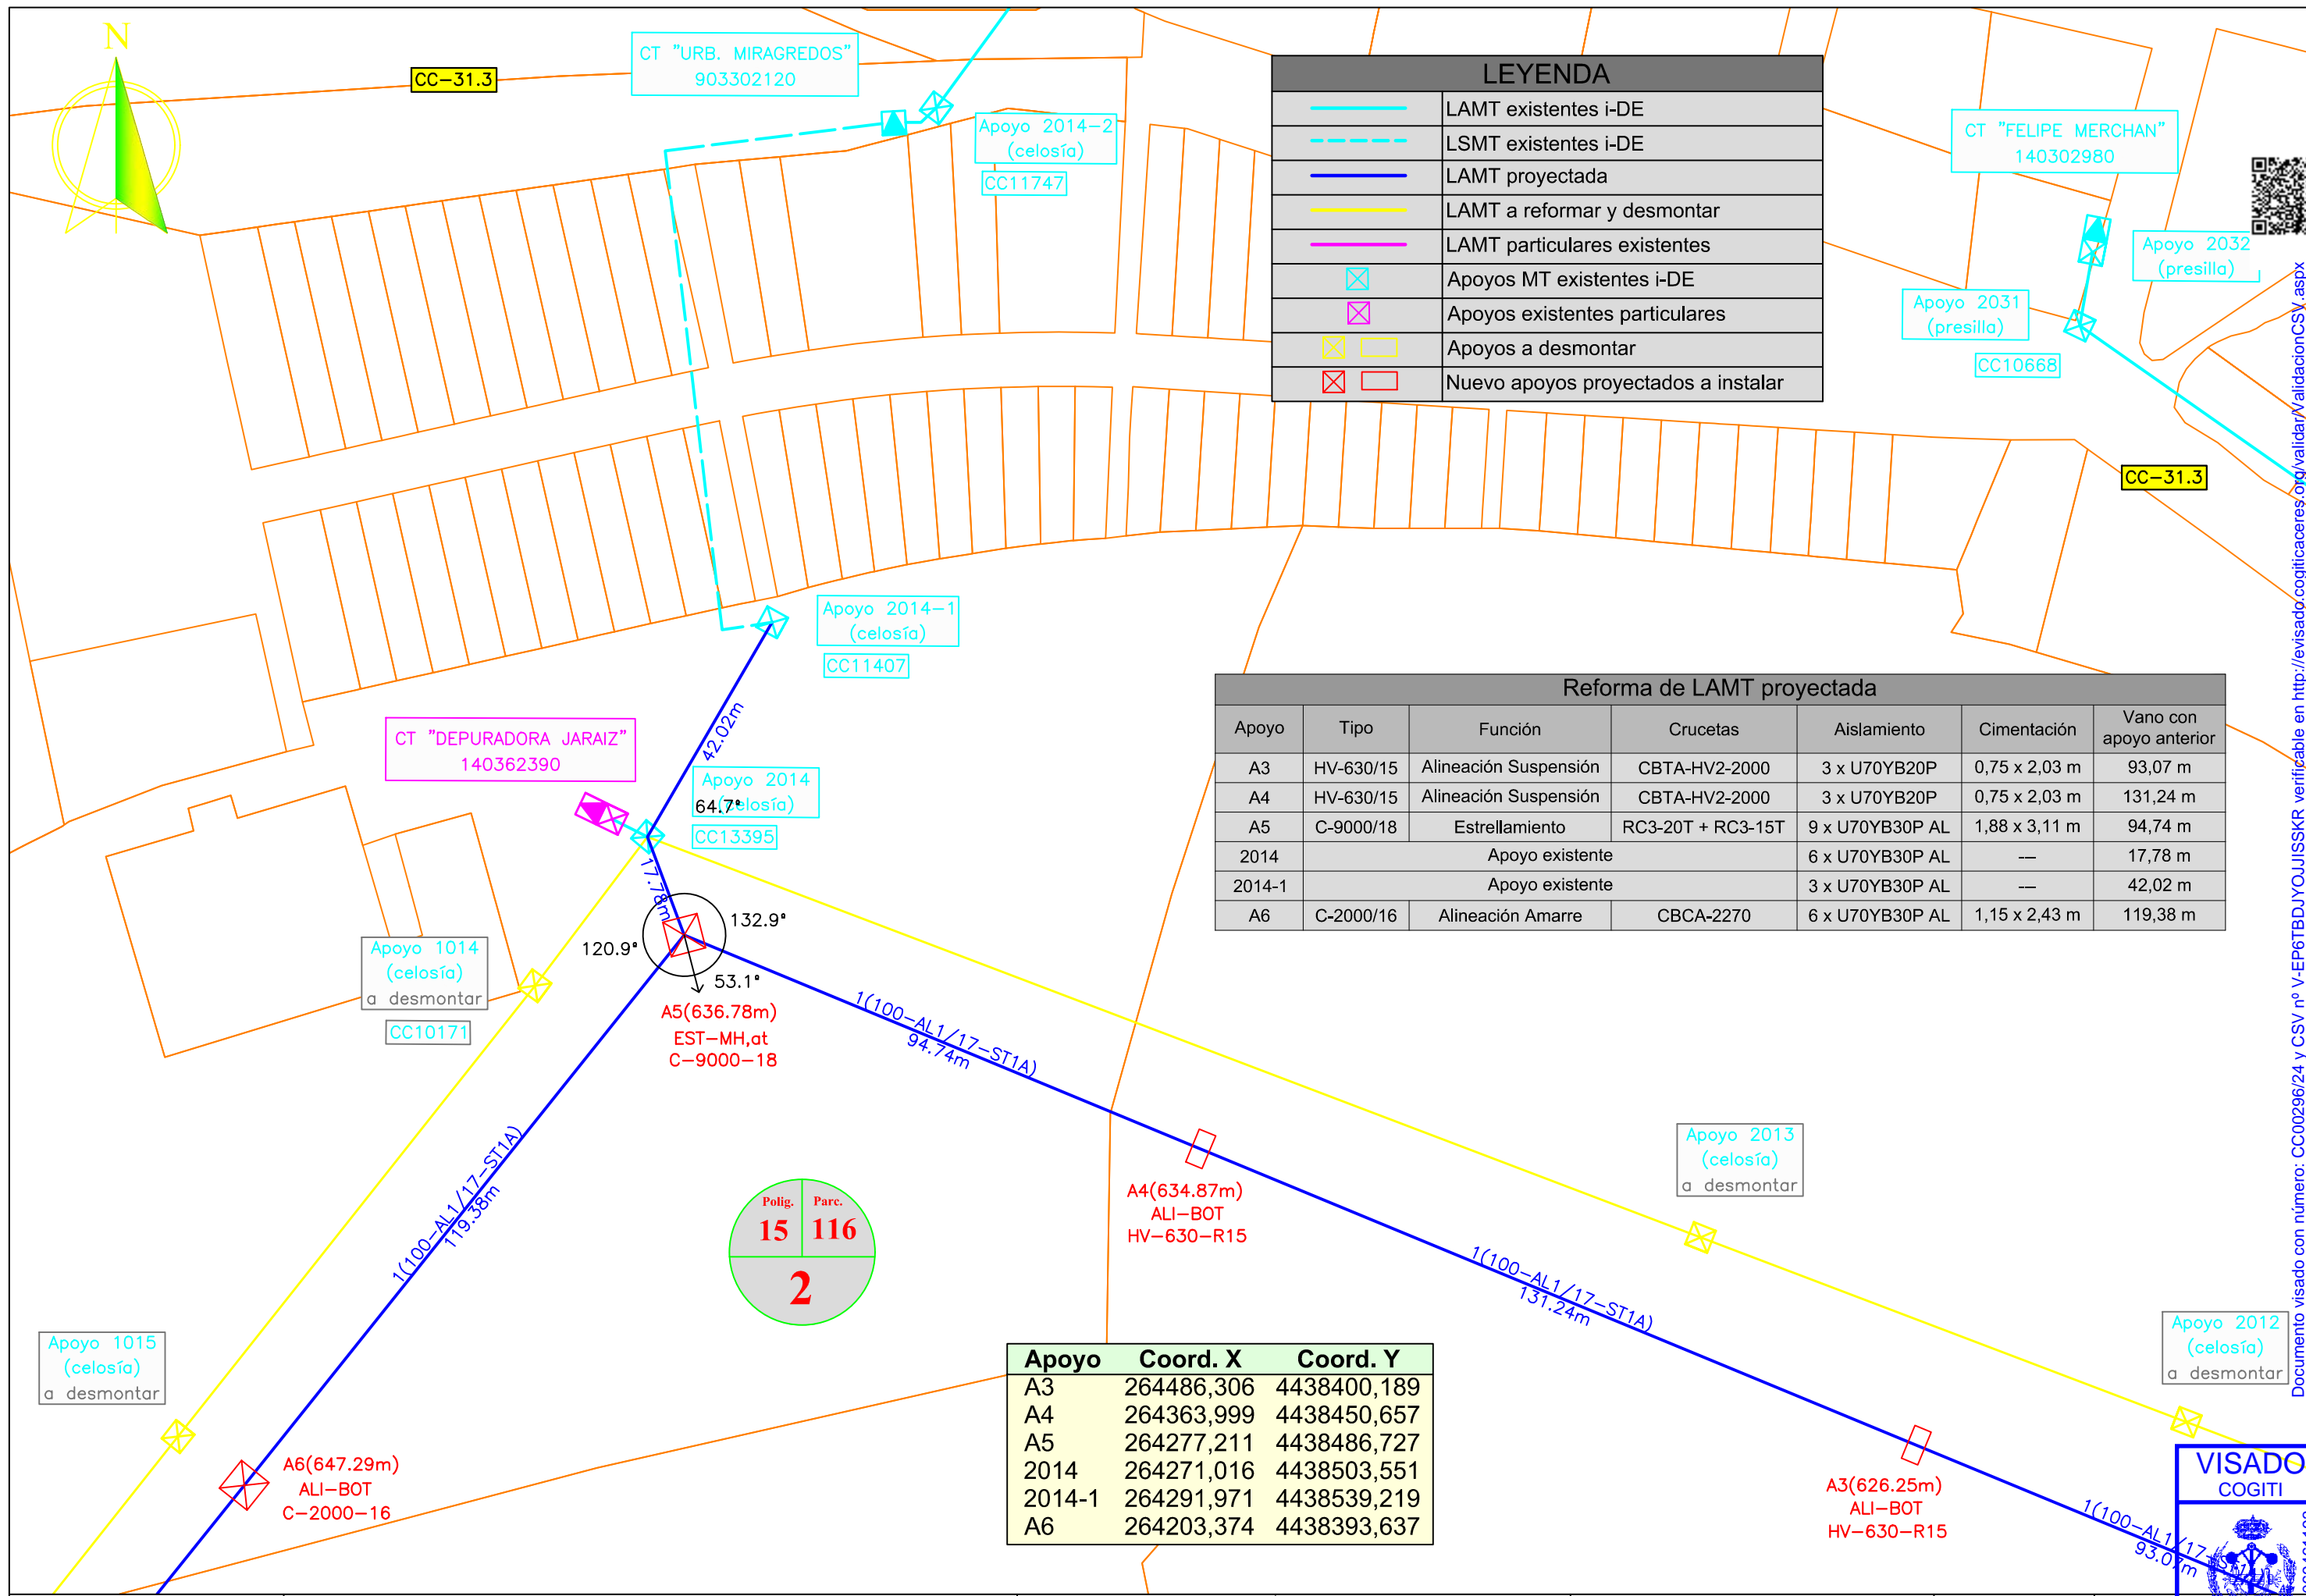 N
CC-31.3
CT "URB. MIRAGREDOS"
903302120
Apoyo 2014-2
(celosía)
CC11747
LEYENDA
LAMT existentes i-DE
LSMT existentes i-DE
LAMT proyectada
LAMT a reformar y desmontar
LAMT particulares existentes
Apoyos MT existentes i-DE
Apoyos existentes particulares
Apoyos a desmontar
Nuevo apoyos proyectados a instalar
CT "FELIPE MERCHAN"
140302980
Apoyo 2032
(presilla)
Apoyo 2031
(presilla)
CC10668
CC-31.3
Apoyo 2014-1
(celosía)
CC11407
42.02m
CT "DEPURADORA JARAIZ"
140362390
Apoyo 2014
(celosía)
64.7°
CC13395
17.78m
132.9°
120.9°
53.1°
A5(636.78m)
EST-MH,at
C-9000-18
Apoyo 1014
(celosía)
a desmontar
CC10171
Reforma de LAMT proyectada
Apoyo Tipo Función Crucetas Aislamiento Cimentación Vano con apoyo anterior
A3 HV-630/15 Alineación Suspensión CBTA-HV2-2000 3 x U70YB20P 0,75 x 2,03 m 93,07 m
A4 HV-630/15 Alineación Suspensión CBTA-HV2-2000 3 x U70YB20P 0,75 x 2,03 m 131,24 m
A5 C-9000/18 Estrellamiento RC3-20T + RC3-15T 9 x U70YB30P AL 1,88 x 3,11 m 94,74 m
2014 Apoyo existente 6 x U70YB30P AL --- 17,78 m
2014-1 Apoyo existente 3 x U70YB30P AL --- 42,02 m
A6 C-2000/16 Alineación Amarre CBCA-2270 6 x U70YB30P AL 1,15 x 2,43 m 119,38 m
1(100-AL1/17-ST1A)
94.74m
1(100-AL1/17-ST1A)
119.38m
Polig. Parc.
15 116
2
A4(634.87m)
ALI-BOT
HV-630-R15
Apoyo 2013
(celosía)
a desmontar
1(100-AL1/17-ST1A)
131.24m
Apoyo 2012
(celosía)
a desmontar
Apoyo 1015
(celosía)
a desmontar
A6(647.29m)
ALI-BOT
C-2000-16
Apoyo Coord. X Coord. Y
A3 264486,306 4438400,189
A4 264363,999 4438450,657
A5 264277,211 4438486,727
2014 264271,016 4438503,551
2014-1 264291,971 4438539,219
A6 264203,374 4438393,637
A3(626.25m)
ALI-BOT
HV-630-R15
1(100-AL1/17-ST1A)
93.07m
VISADO
COGITI
Documento visado con número: CC00296/24 y CSV nº V-EP6TBDJYOJISSKR verificable en http://evisado.cogiticaceres.org/validar/ValidacionCSV.aspx